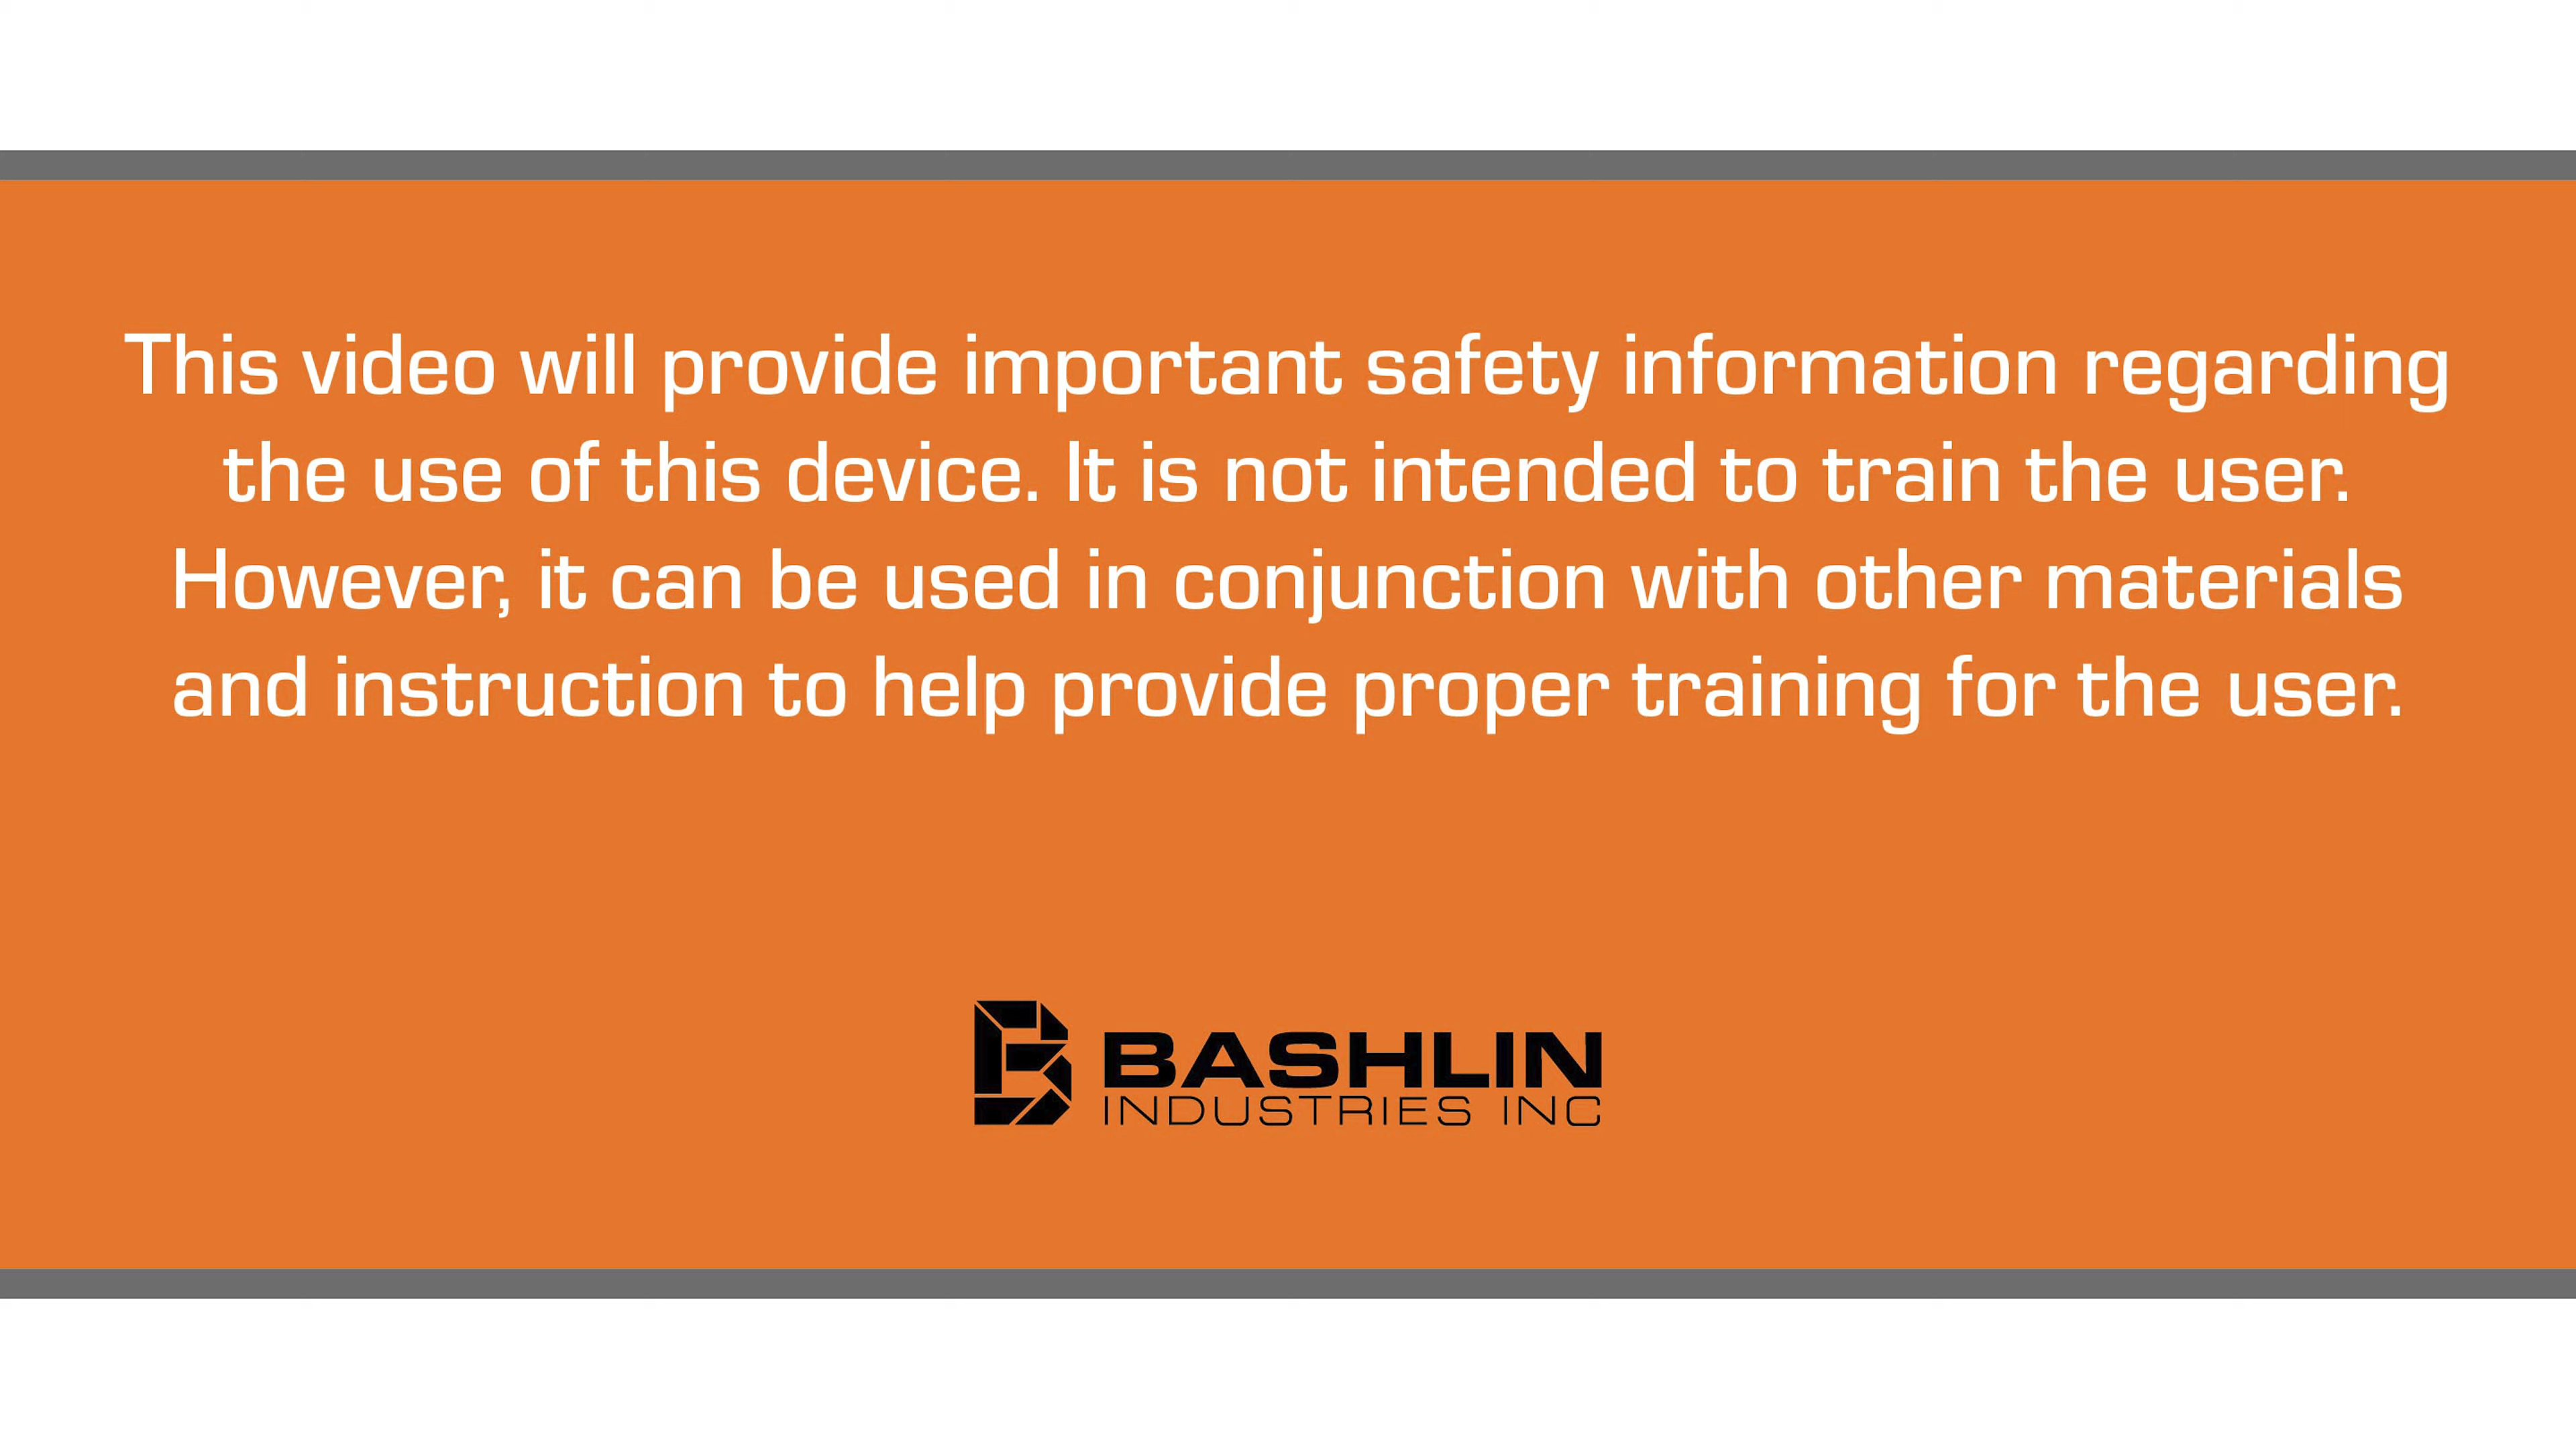 This video will provide important safety information regarding
the use of this device. It is not intended to train the user.
However, it can be used in conjunction with other materials
and instruction to help provide proper training for the user.
BASHLIN
INDUSTRIES INC